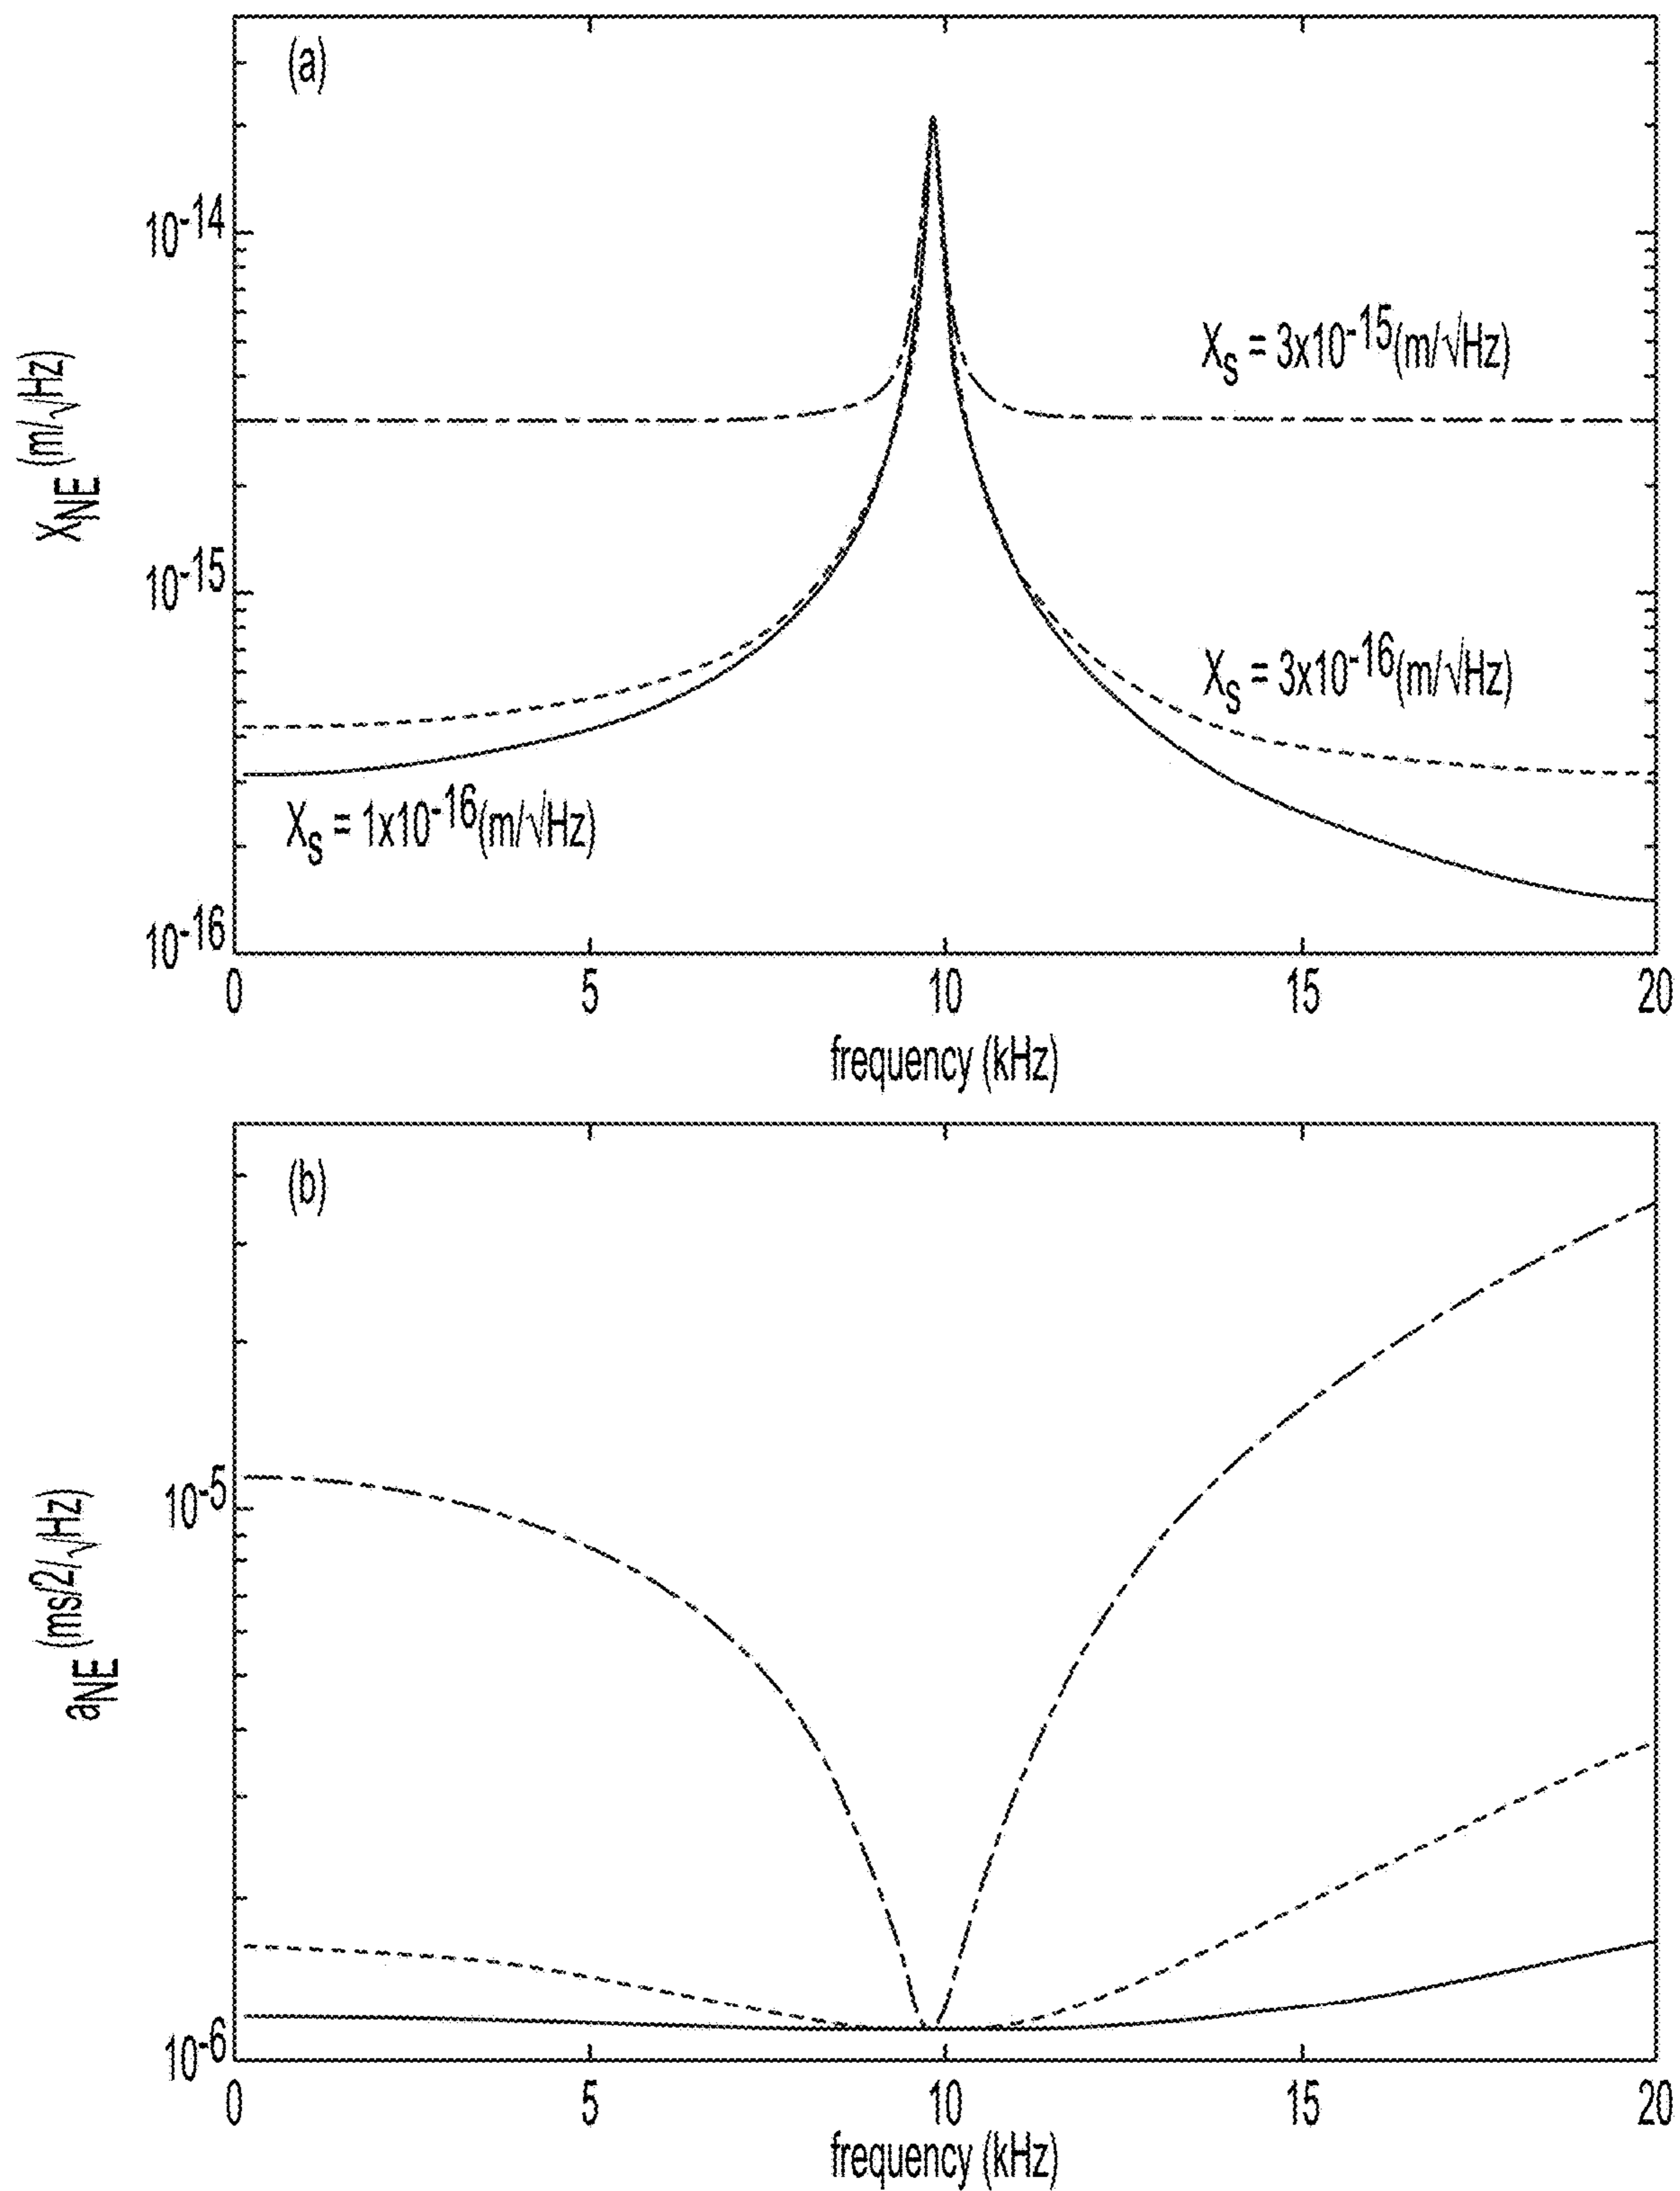 (a)
10-14
10-15
10-16
XNE (m/√Hz)
Xs = 3x10-15(m/√Hz)
Xs = 3x10-16(m/√Hz)
Xs = 1x10-16(m/√Hz)
0 5 10 15 20
frequency (kHz)
(b)
10-5
10-6
aNE (ms/2/√Hz)
0 5 10 15 20
frequency (kHz)